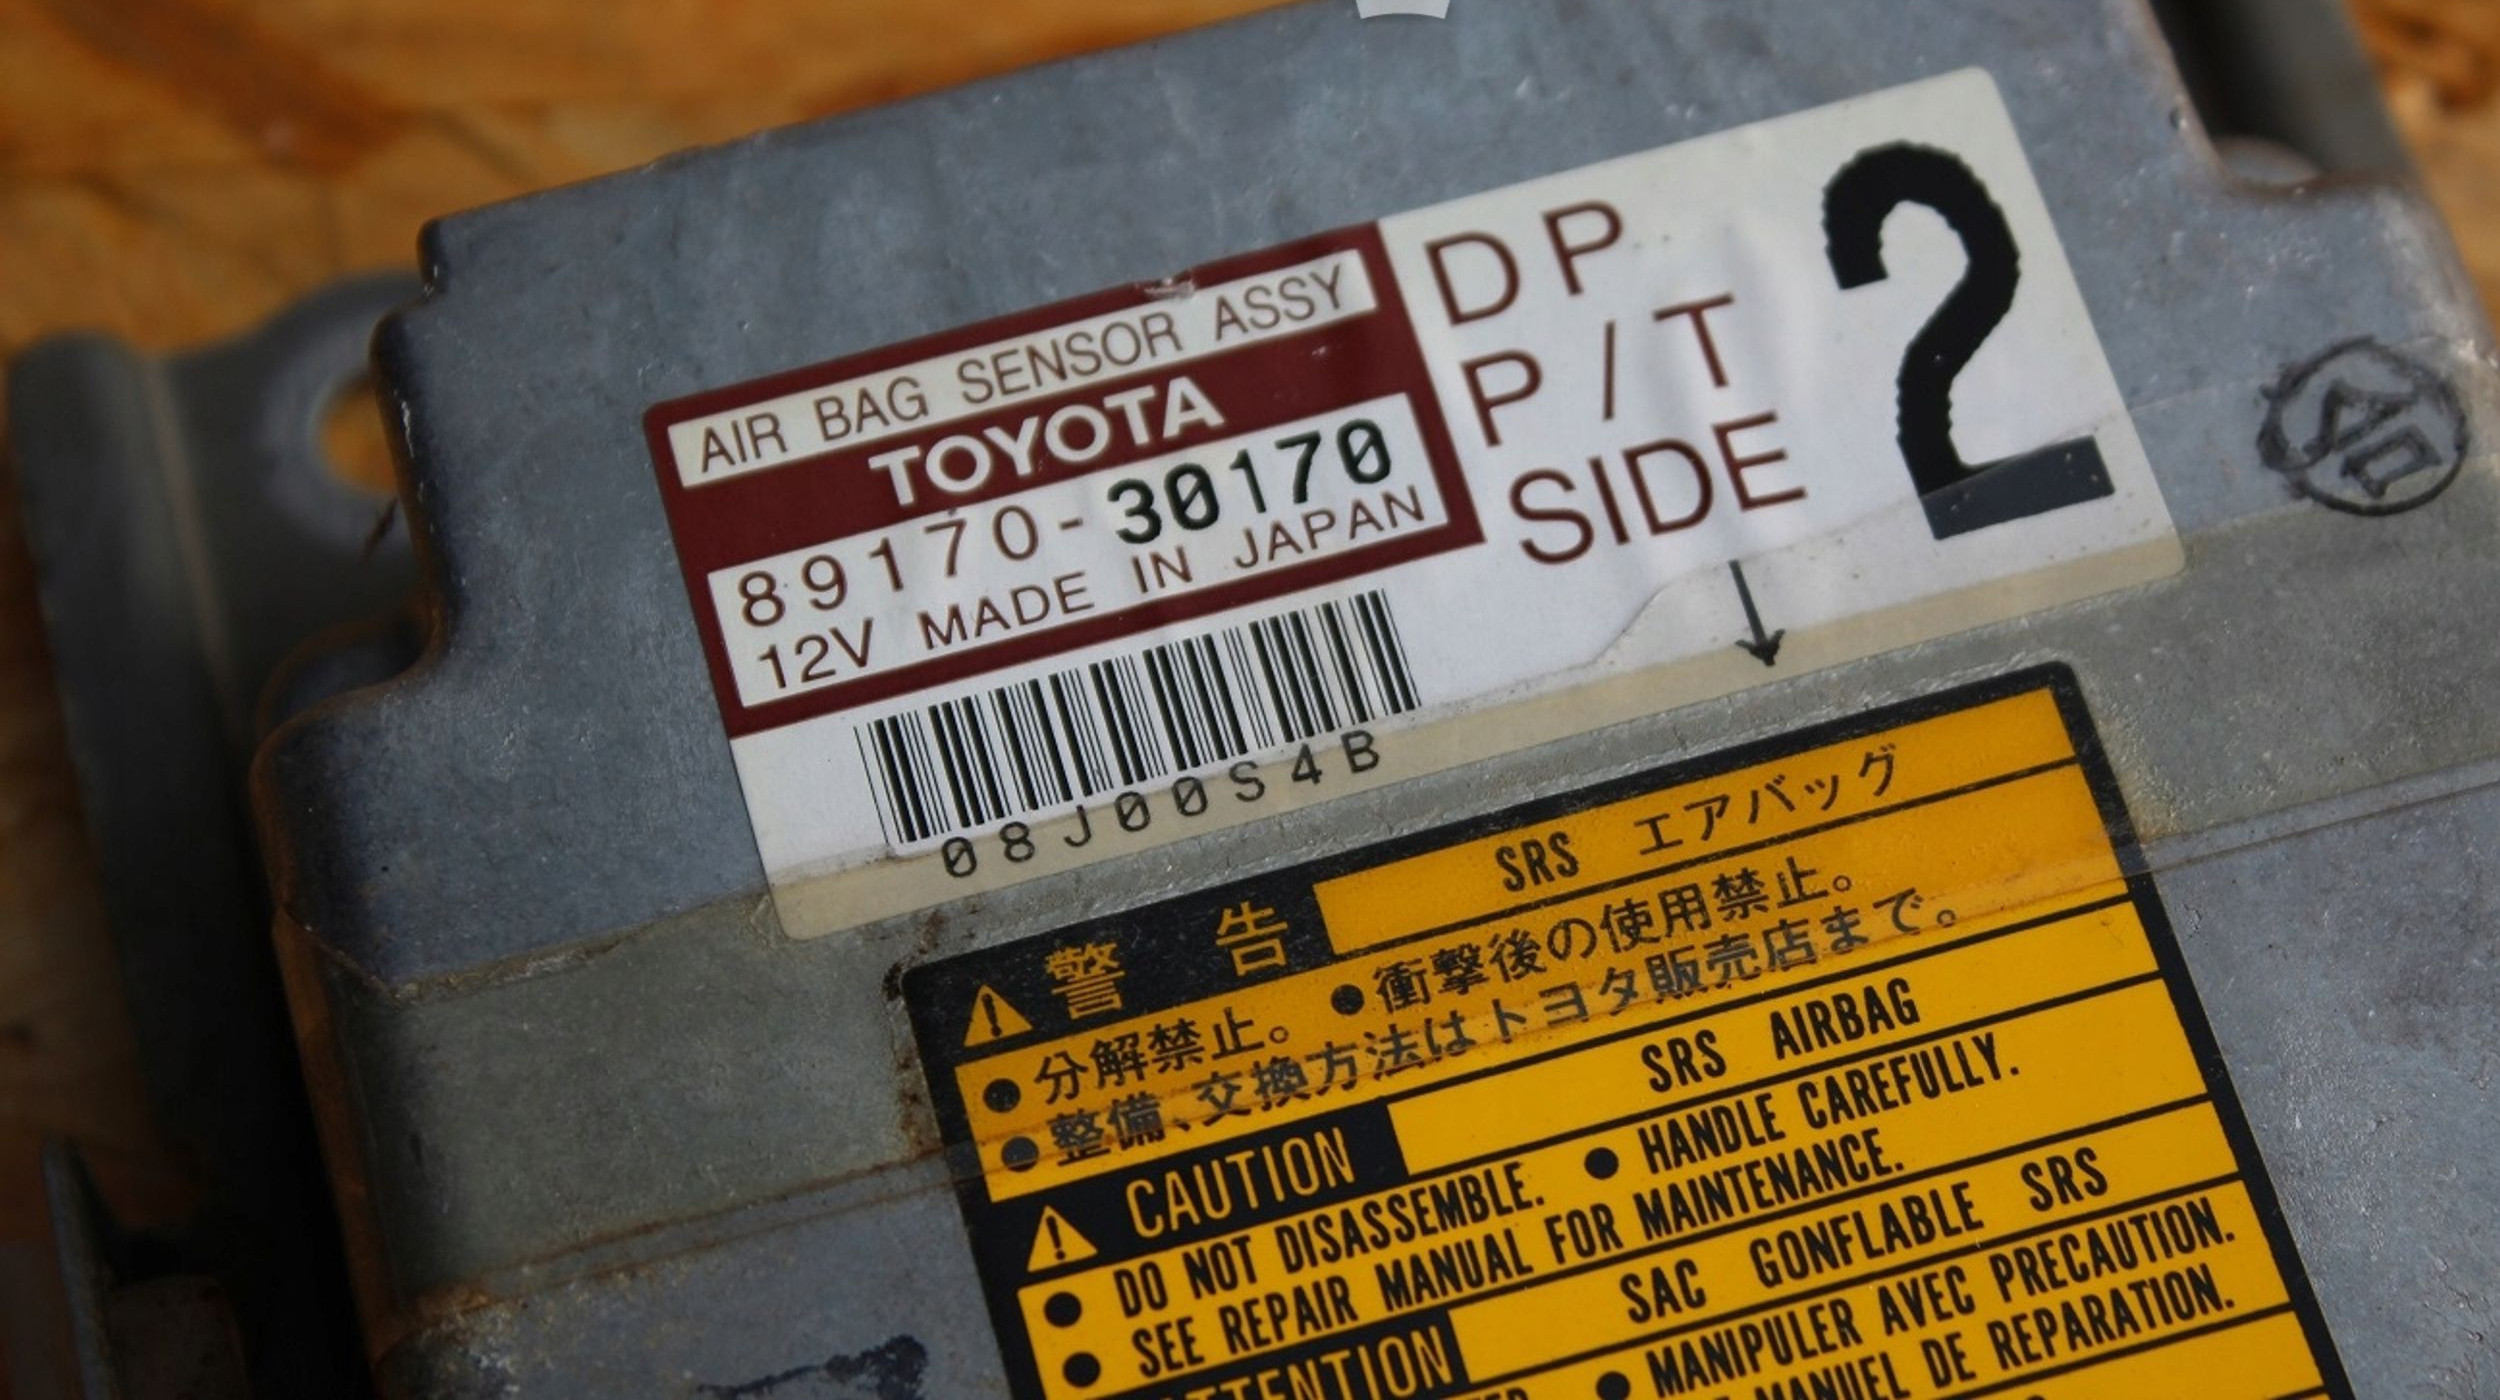 AIR BAG SENSOR ASSY
TOYOTA
89170-30170
12V MADE IN JAPAN
DP
P/T
SIDE
2
合
08J00S4B
警告
SRS エアバッグ
●分解禁止。 ●衝撃後の使用禁止。
●整備、交換方法はトヨタ販売店まで。
CAUTION
SRS AIRBAG
● DO NOT DISASSEMBLE. ● HANDLE CAREFULLY.
● SEE REPAIR MANUAL FOR MAINTENANCE.
ATTENTION
SAC GONFLABLE SRS
● MANIPULER AVEC PRECAUTION.
MANUEL DE REPARATION.